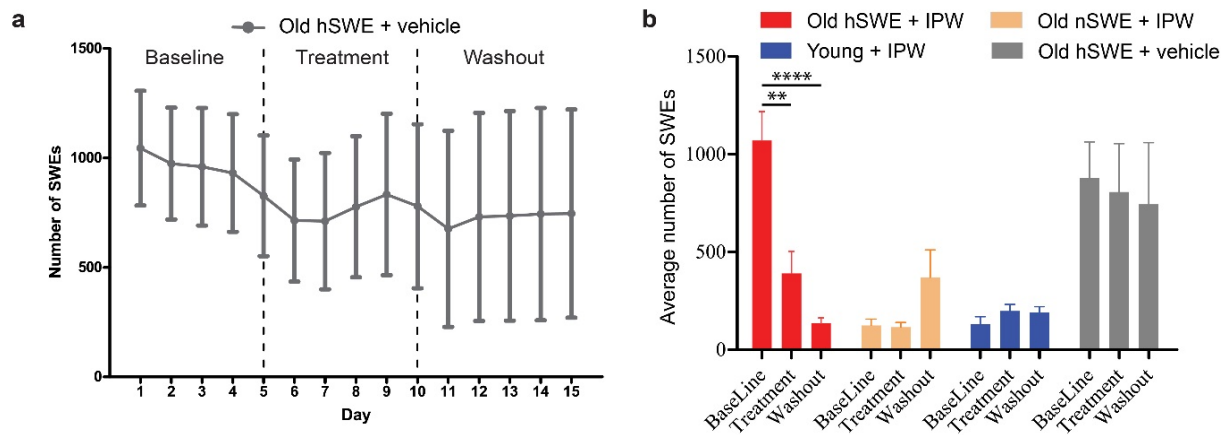 a
Old hSWE + vehicle
Baseline Treatment Washout
Number of SWEs
1500
1000
500
0
1 2 3 4 5 6 7 8 9 10 11 12 13 14 15
Day
b
Old hSWE + IPW Old nSWE + IPW
Young + IPW Old hSWE + vehicle
Average number of SWEs
1500
1000
500
0
****
**
BaseLine Treatment Washout BaseLine Treatment Washout BaseLine Treatment Washout BaseLine Treatment Washout